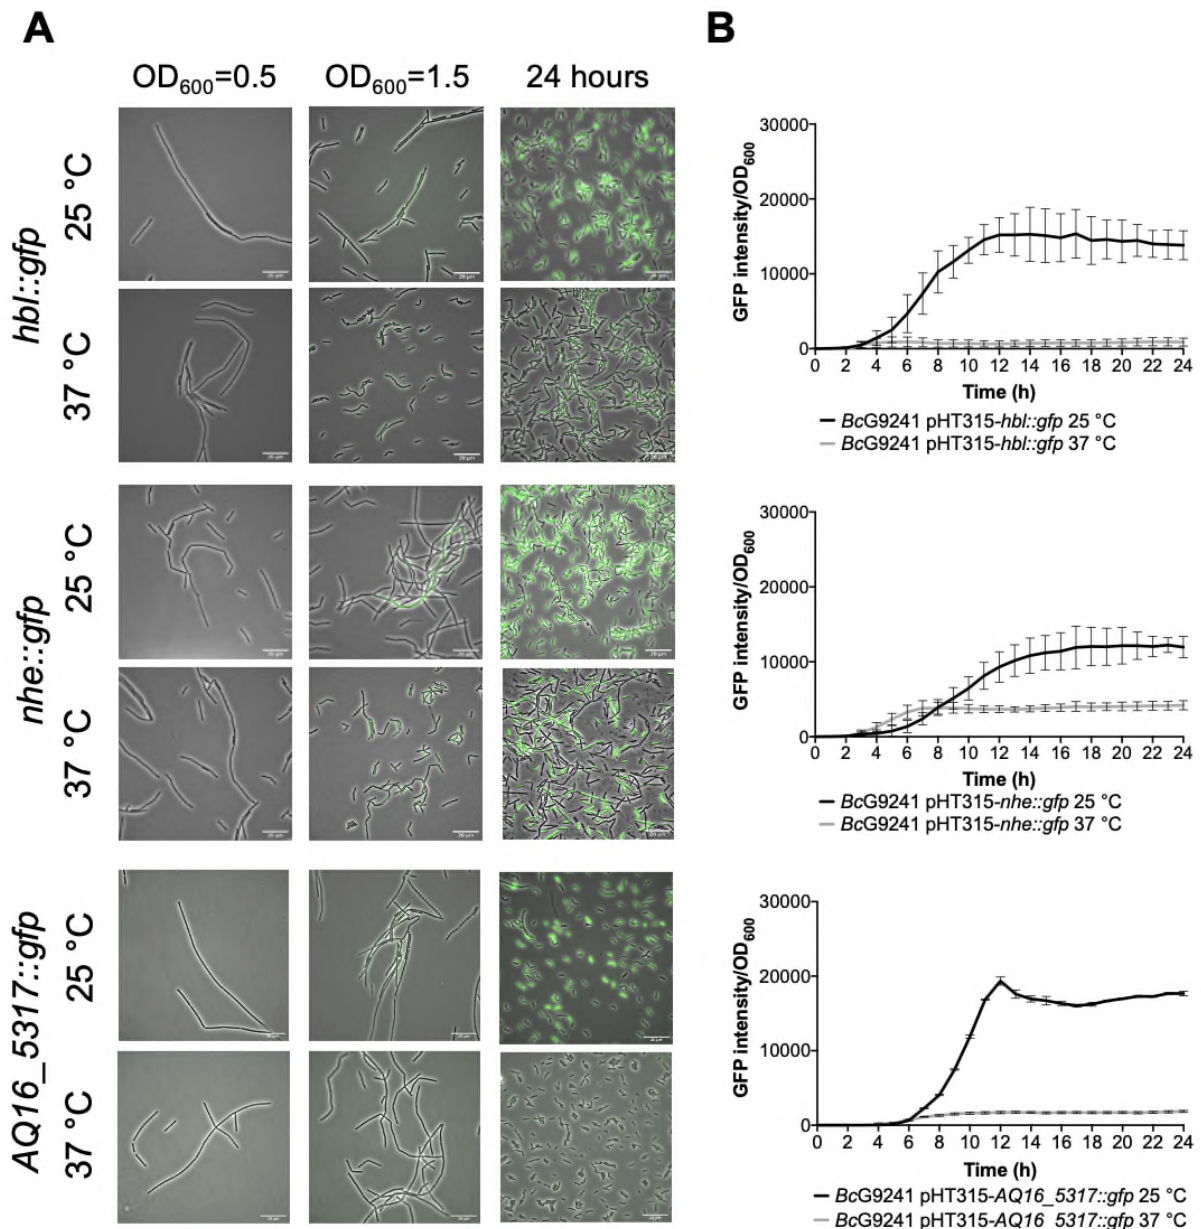 A
OD600=0.5 OD600=1.5 24 hours
hbl::gfp
25 °C
37 °C
nhe::gfp
25 °C
37 °C
AQ16_5317::gfp
25 °C
37 °C
B
GFP intensity/OD600
30000
20000
10000
0
0 2 4 6 8 10 12 14 16 18 20 22 24
Time (h)
BcG9241 pHT315-hbl::gfp 25 °C
BcG9241 pHT315-hbl::gfp 37 °C
GFP intensity/OD600
30000
20000
10000
0
0 2 4 6 8 10 12 14 16 18 20 22 24
Time (h)
BcG9241 pHT315-nhe::gfp 25 °C
BcG9241 pHT315-nhe::gfp 37 °C
GFP intensity/OD600
30000
20000
10000
0
0 2 4 6 8 10 12 14 16 18 20 22 24
Time (h)
BcG9241 pHT315-AQ16_5317::gfp 25 °C
BcG9241 pHT315-AQ16_5317::gfp 37 °C